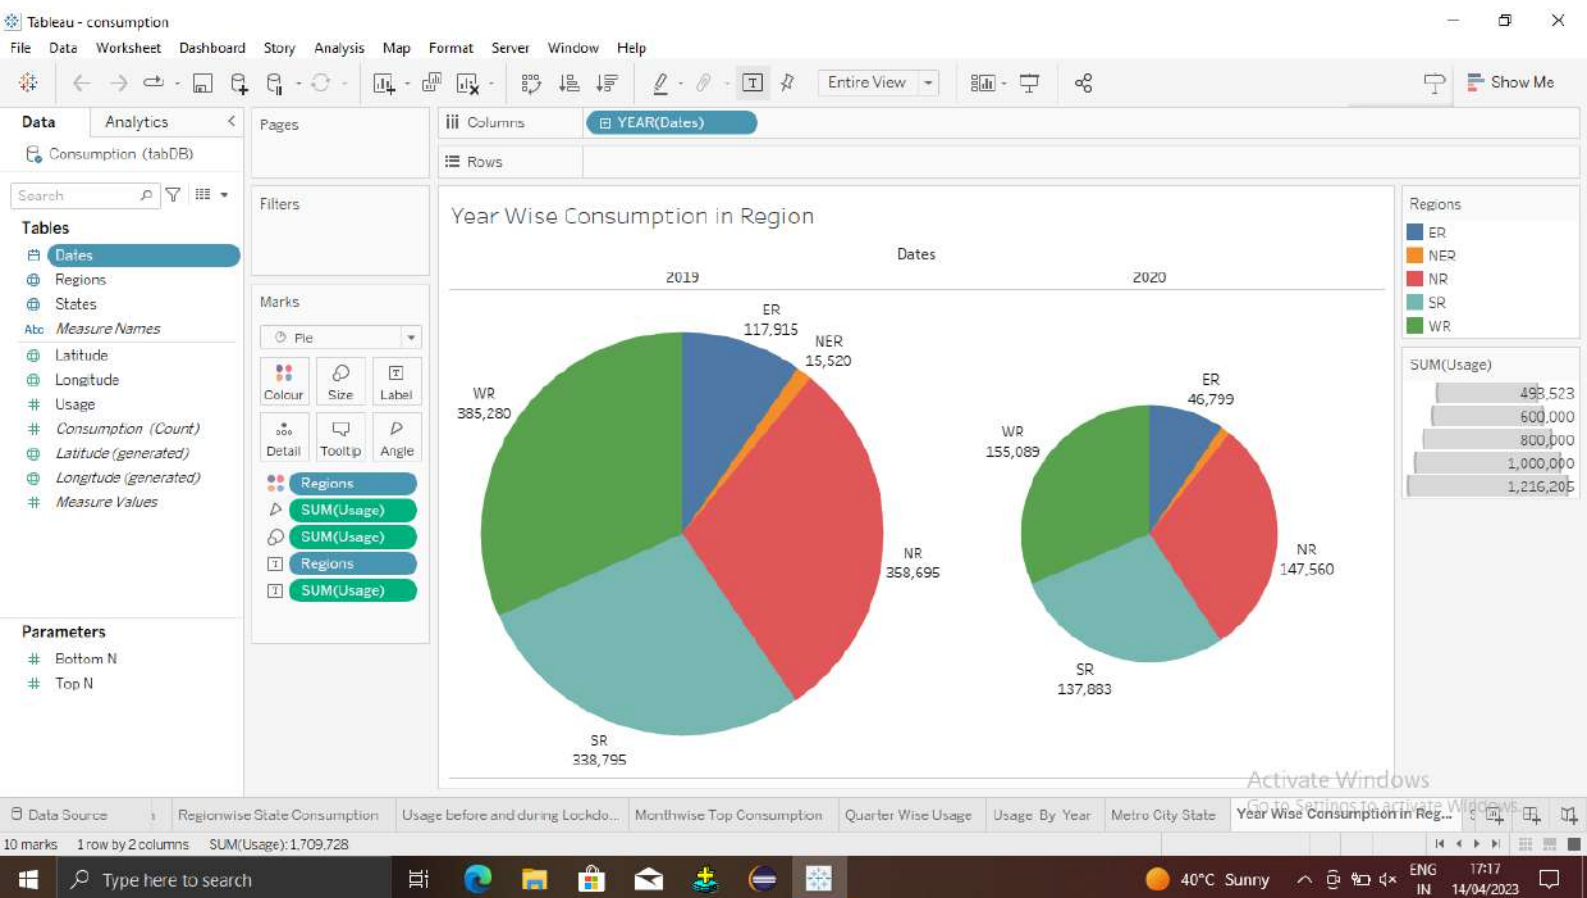 Tableau - consumption
File Data Worksheet Dashboard Story Analysis Map Format Server Window Help
Entire View
Show Me
Data Analytics
Consumption (tabDB)
Search
Tables
Dates
Regions
States
Abc Measure Names
Latitude
Longitude
# Usage
# Consumption (Count)
Latitude (generated)
Longitude (generated)
# Measure Values
Parameters
# Bottom N
# Top N
Pages
Filters
Marks
Pie
Colour Size Label
Detail Tooltip Angle
Regions
SUM(Usage)
SUM(Usage)
Regions
SUM(Usage)
Columns YEAR(Dates)
Rows
Year Wise Consumption in Region
Dates
2019 2020
ER
117,915
NER
15,520
WR
385,280
NR
358,695
SR
338,795
ER
46,799
WR
155,089
NR
147,560
SR
137,883
Regions
ER
NER
NR
SR
WR
SUM(Usage)
493,523
600,000
800,000
1,000,000
1,216,205
Activate Windows
Go to Settings to activate Windows.
Data Source Regionwise State Consumption Usage before and during Lockdo... Monthwise Top Consumption Quarter Wise Usage Usage By Year Metro City State Year Wise Consumption in Reg...
10 marks 1 row by 2 columns SUM(Usage): 1,709,728
Type here to search
40°C Sunny
ENG
IN
17:17
14/04/2023